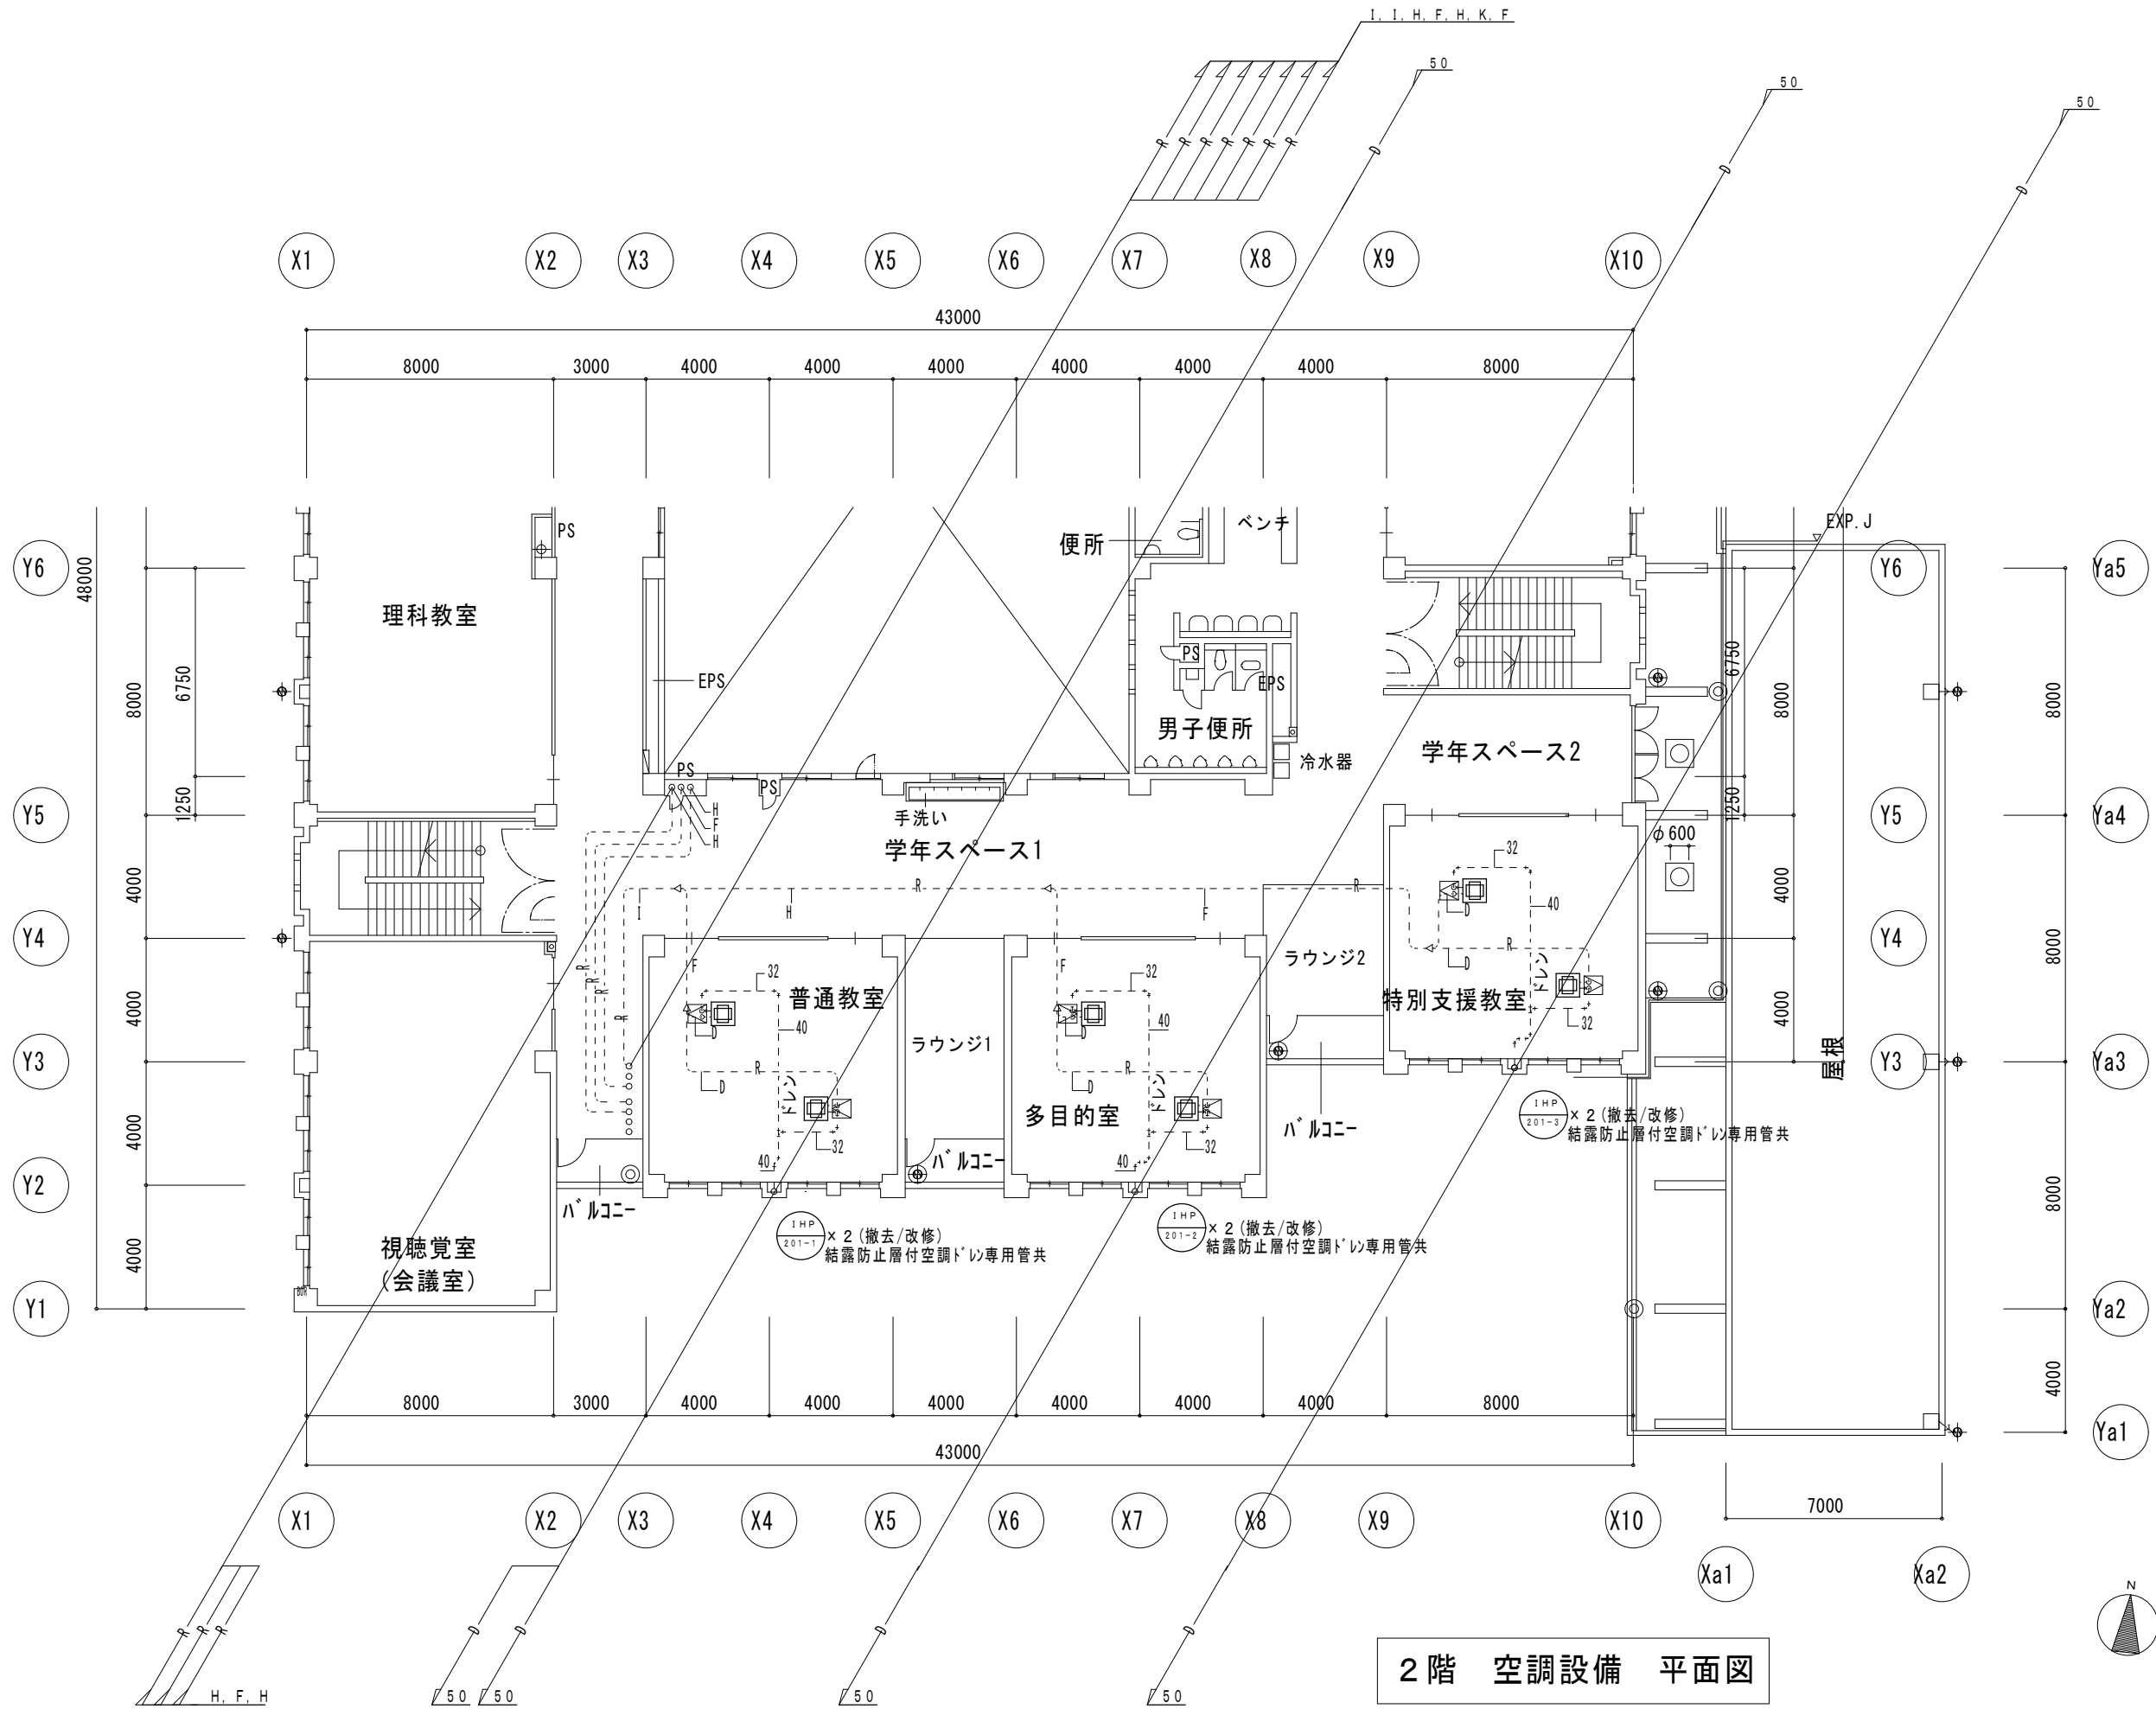 I, I, H, F, H, K, F
50
50
50
R R R R R R R
D
D
D
X1 X2 X3 X4 X5 X6 X7 X8 X9 X10
43000
8000 3000 4000 4000 4000 4000 4000 4000 8000
PS
便所
ベンチ
EXP.J
Y6
48000
理科教室
Y6
Ya5
6750
8000
EPS
PS
EPS
6750
8000
8000
男子便所
学年スペース2
冷水器
PS
PS
1250
H
F
H
手洗い
1250
Y5
学年スペース1
φ600
Y5
Ya4
32
4000
R
R
I
H
F
D
40
4000
Y4
Y4
8000
ラウンジ2
R
D
ドレン
F
F
R
R
R
R
32
32
普通教室
特別支援教室
4000
40
40
32
4000
D
D
ラウンジ1
屋根
Y3
Y3
Ya3
R
R
D
D
ドレン
ドレン
多目的室
IHP
201-3
×2(撤去/改修)
結露防止層付空調ドレン専用管共
4000
32
32
バルコニー
40
40
バルコニー
Y2
8000
バルコニー
IHP
201-1
×2(撤去/改修)
結露防止層付空調ドレン専用管共
IHP
201-2
×2(撤去/改修)
結露防止層付空調ドレン専用管共
視聴覚室
(会議室)
4000
Y1
Ya2
8000 3000 4000 4000 4000 4000 4000 4000 8000
4000
Ya1
43000
7000
X1 X2 X3 X4 X5 X6 X7 X8 X9 X10
Xa1 Xa2
N
R R R
D D
D
D
2階 空調設備 平面図
H, F, H
50 50
50
50